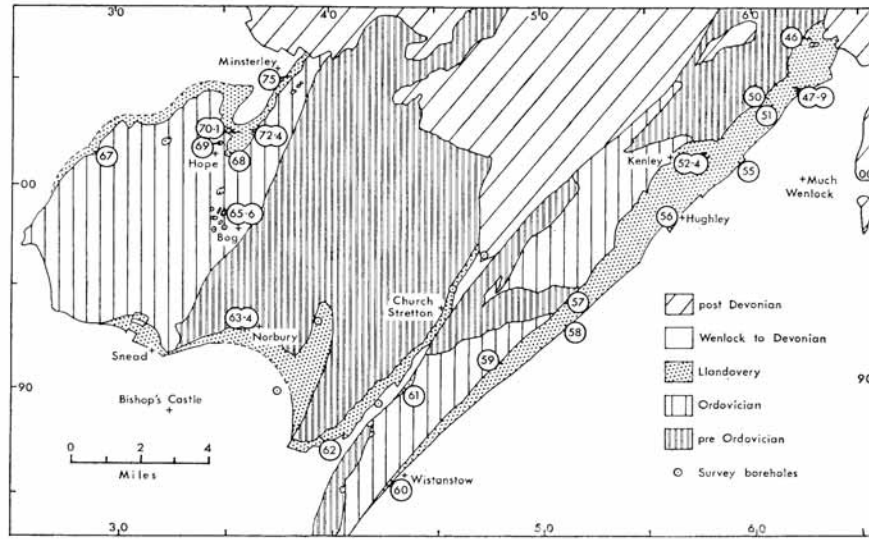 3,0 4,0 5,0 6,0
46
Minsterley
75
50
47-9
70-1
72-4
51
69
Hope
68
67
Kenley
52-4
55
00
00
Much
Wenlock
65-6
Bog
56
Hughley
Church
Stretton
57
63-4
Norbury
58
Snead
59
90
90
Bishop's Castle
61
0 2 4
Miles
62
Wistanstow
60
post Devonian
Wenlock to Devonian
Llandovery
Ordovician
pre Ordovician
Survey boreholes
3,0 4,0 5,0 6,0